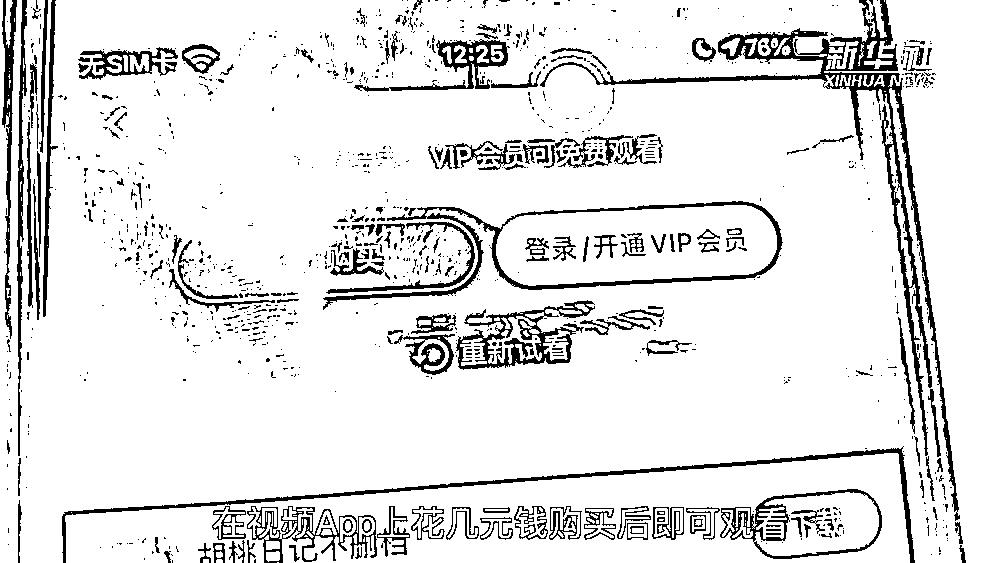 无SIM卡 12:25 76%
新华社
XINHUA NEWS
VIP会员可免费观看
购买
登录/开通VIP会员
重新试看
在视频App上花几元钱购买后即可观看
下载
胡桃日记不删档